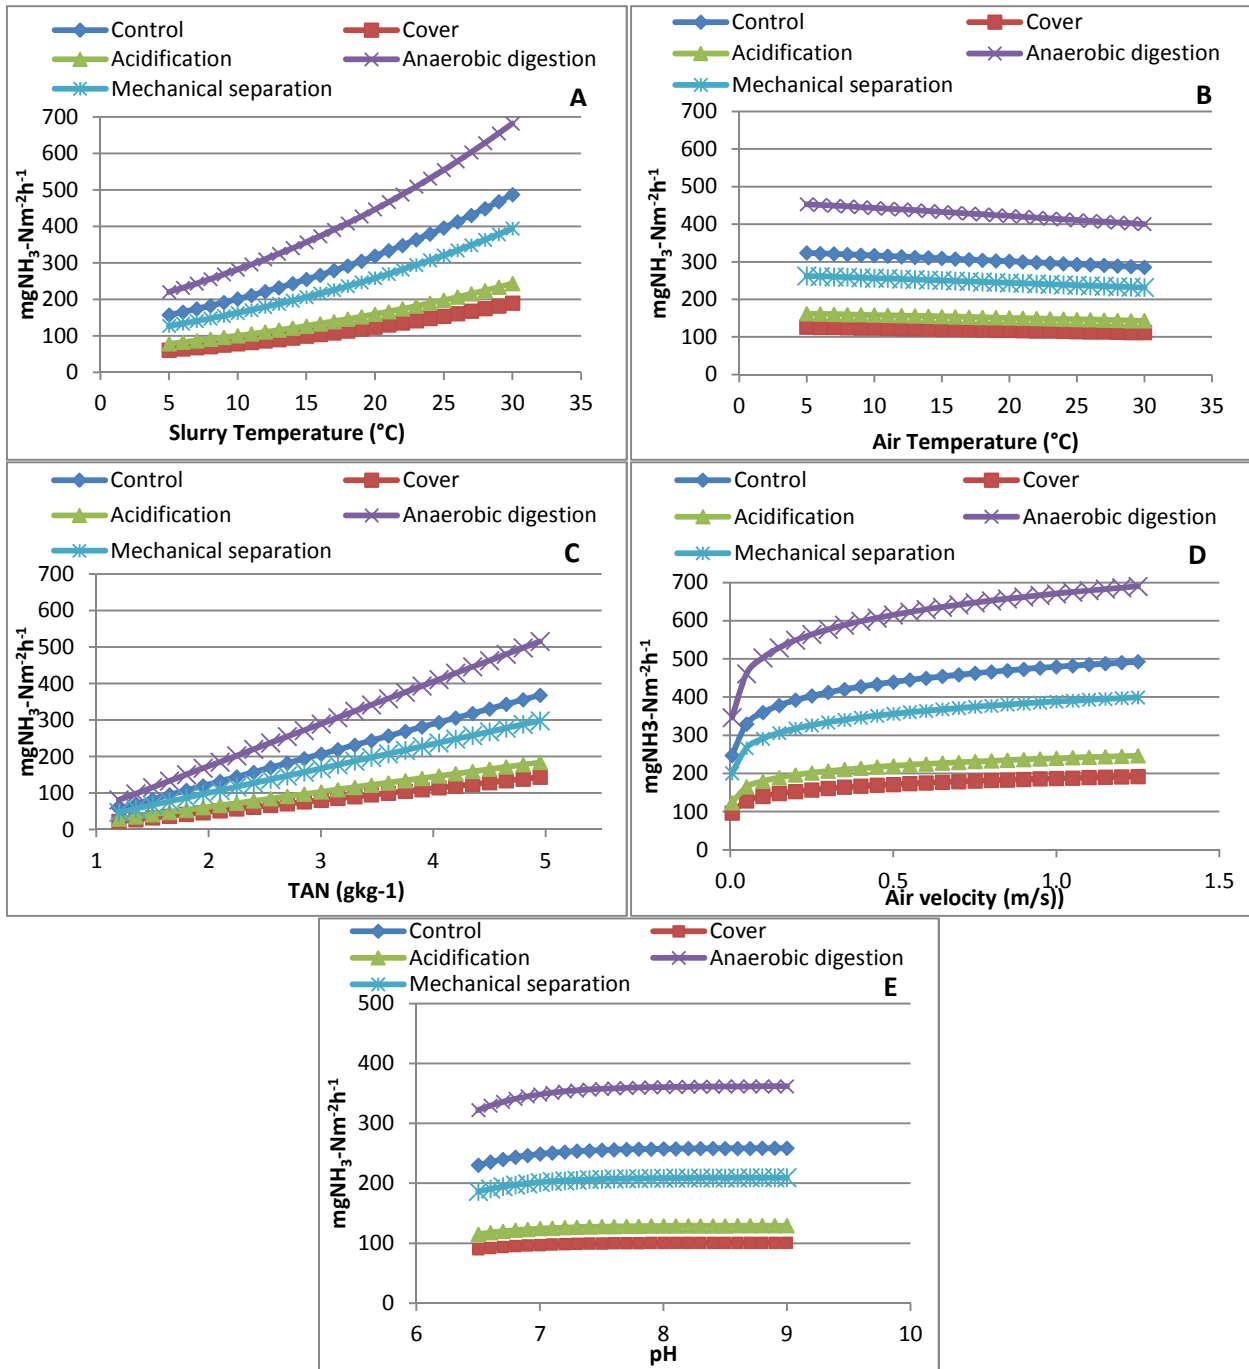 Control Cover
Acidification Anaerobic digestion
Mechanical separation
A
700
600
500
400
300
200
100
0
mgNH₃-Nm⁻²h⁻¹
0 5 10 15 20 25 30 35
Slurry Temperature (°C)
Control Cover
Acidification Anaerobic digestion
Mechanical separation
B
700
600
500
400
300
200
100
0
mgNH₃-Nm⁻²h⁻¹
0 5 10 15 20 25 30 35
Air Temperature (°C)
Control Cover
Acidification Anaerobic digestion
Mechanical separation
C
700
600
500
400
300
200
100
0
mgNH₃-Nm⁻²h⁻¹
1 2 3 4 5
TAN (gkg-1)
Control Cover
Acidification Anaerobic digestion
Mechanical separation
D
700
600
500
400
300
200
100
0
mgNH3-Nm⁻²h⁻¹
0.0 0.5 1.0 1.5
Air velocity (m/s))
Control Cover
Acidification Anaerobic digestion
Mechanical separation
E
500
400
300
200
100
0
mgNH₃-Nm⁻²h⁻¹
6 7 8 9 10
pH